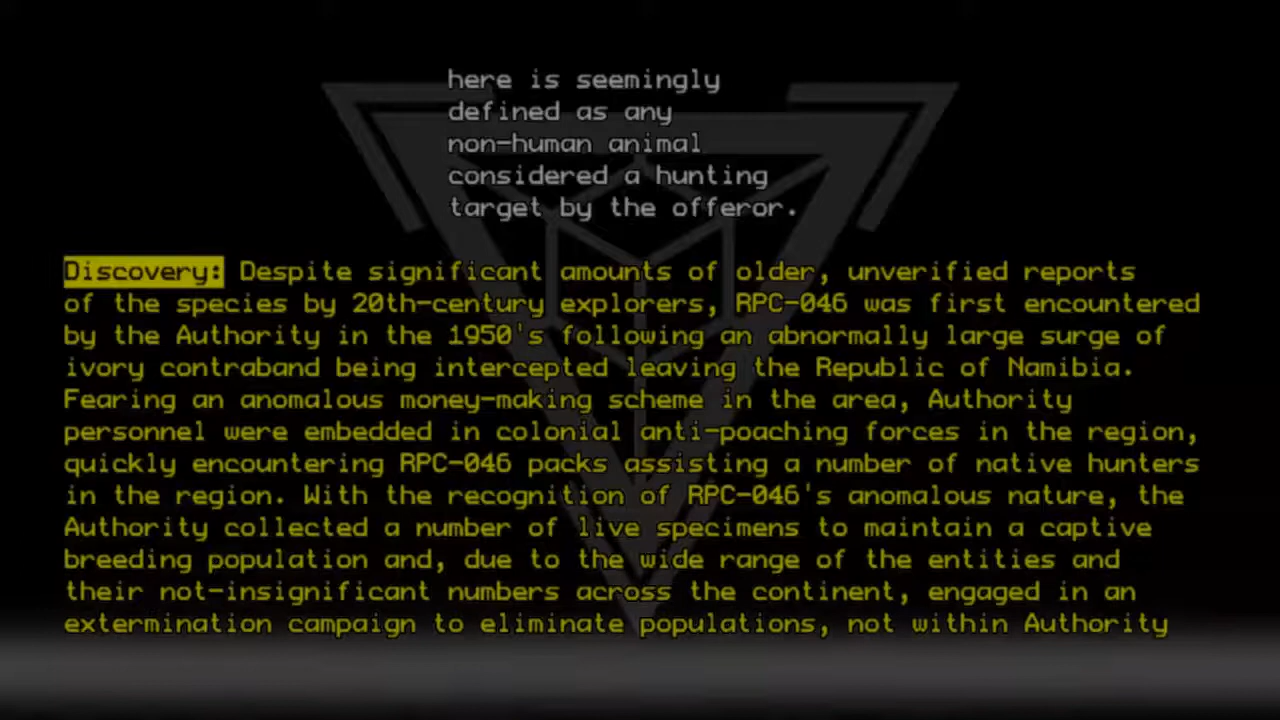 here is seemingly
defined as any
non-human animal
considered a hunting
target by the offeror.
Discovery: Despite significant amounts of older, unverified reports
of the species by 20th-century explorers, RPC-046 was first encountered
by the Authority in the 1950's following an abnormally large surge of
ivory contraband being intercepted leaving the Republic of Namibia.
Fearing an anomalous money-making scheme in the area, Authority
personnel were embedded in colonial anti-poaching forces in the region,
quickly encountering RPC-046 packs assisting a number of native hunters
in the region. With the recognition of RPC-046's anomalous nature, the
Authority collected a number of live specimens to maintain a captive
breeding population and, due to the wide range of the entities and
their not-insignificant numbers across the continent, engaged in an
extermination campaign to eliminate populations, not within Authority